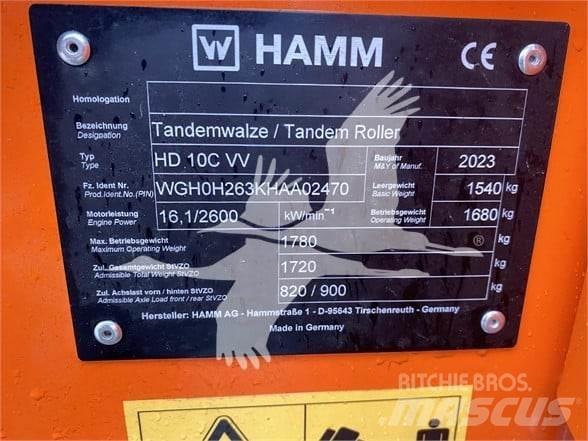 W HAMM CE
Homologation
Bezeichnung Tandemwalze / Tandem Roller
Designation
Typ HD 10C VV Baujahr 2023
Type M&Y of Manuf.
Fz. Ident Nr. WGH0H263KHAA02470 Leergewicht 1540 kg
Prod.Ident.No.(PIN) Basic Weight
Motorleistung 16,1/2600 kW/min⁻¹ Betriebsgewicht 1680 kg
Engine Power Operating Weight
Max. Betriebsgewicht 1780 kg
Maximum Operating Weight
Zul. Gesamtgewicht StVZO 1720 kg
Admissible Total Weight StVZO
Zul. Achslast vorn / hinten StVZO 820 / 900 kg
Admissible Axle Load front / rear StVZO
Hersteller: HAMM AG - Hammstraße 1 - D-95643 Tirschenreuth - Germany
Made in Germany
®
RITCHIE BROS.
Mascus